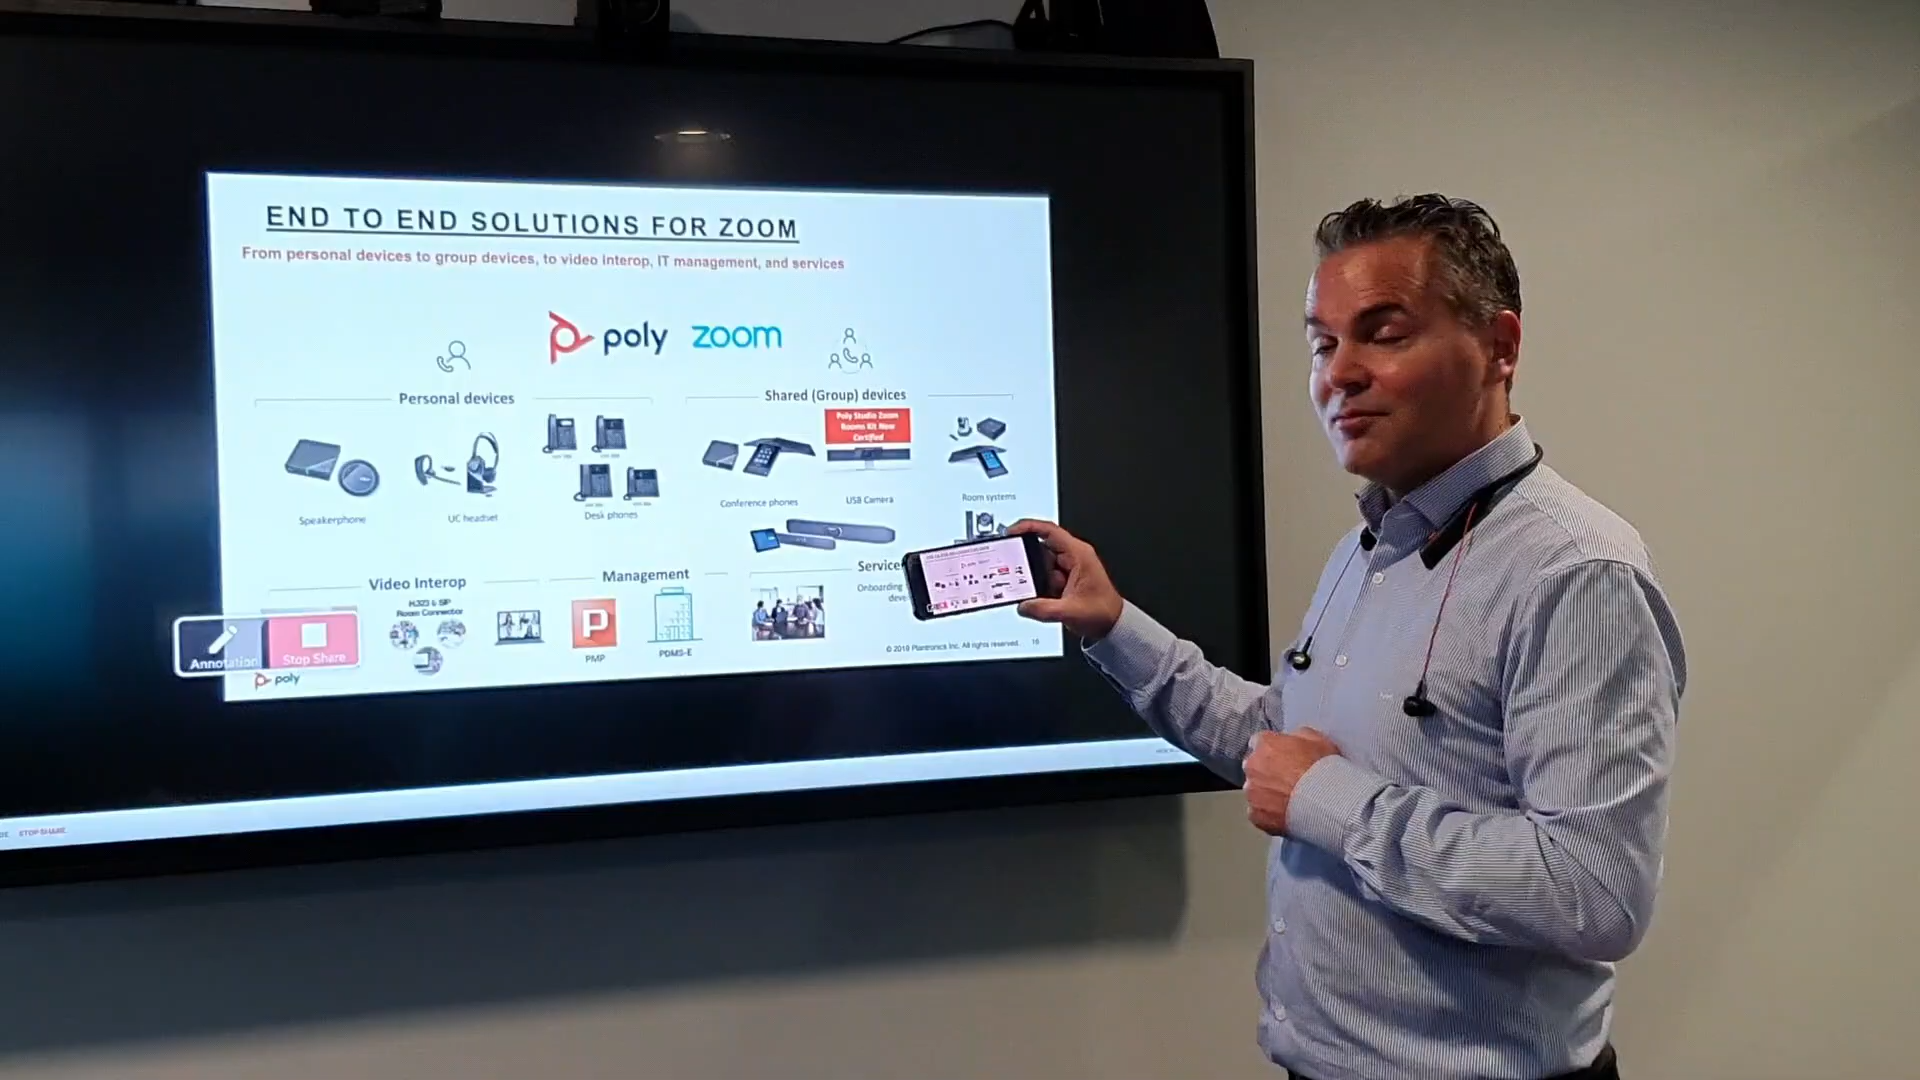 END TO END SOLUTIONS FOR ZOOM
From personal devices to group devices, to video interop, IT management, and services
poly zoom
Personal devices
Shared (Group) devices
Poly Studio Zoom
Rooms Kit Now
Certified
Speakerphone
UC headset
Desk phones
Conference phones
USB Camera
Room systems
Video Interop
Management
Service
Onboarding
H.323 & SIP
Room Connector
P
PMP
PDMS-E
© 2019 Plantronics Inc. All rights reserved. 16
Annotation
Stop Share
poly
STOP SHARE